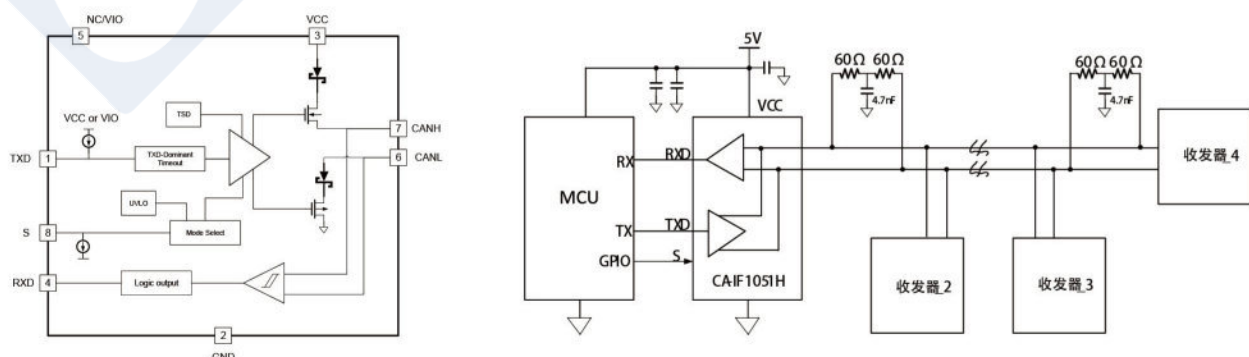 NC/VIO
VCC
5
3
TSD
VCC or VIO
7
CANH
6
CANL
TXD
1
TXD-Dominant
Timeout
UVLO
S
8
Mode Select
RXD
4
Logic output
2
GND
5V
60Ω 60Ω
4.7nF
60Ω 60Ω
4.7nF
VCC
RX
RXD
MCU
TX
TXD
GPIO
S
CA-IF1051H
收发器_4
收发器_2
收发器_3